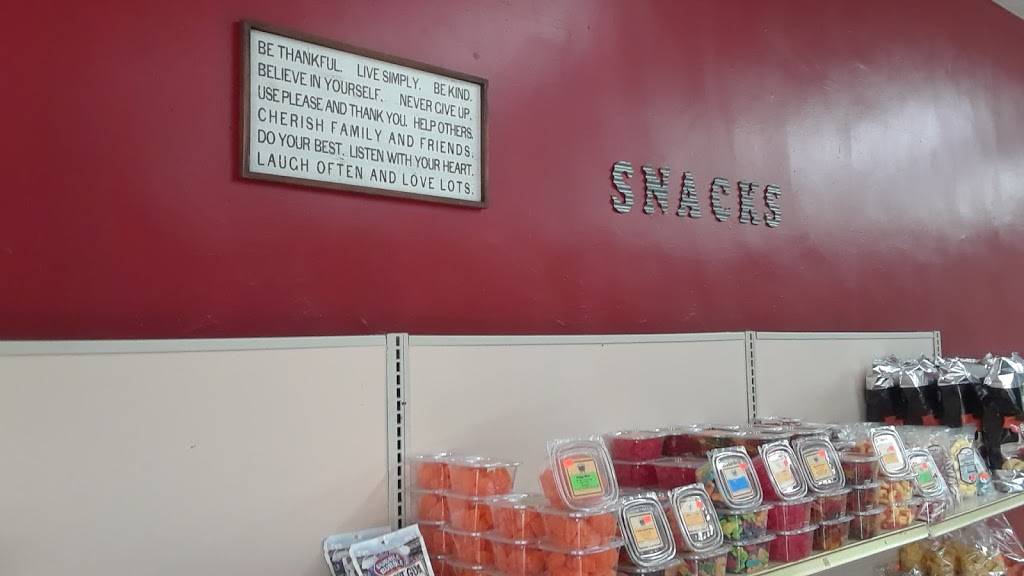 BE THANKFUL. LIVE SIMPLY. BE KIND.
BELIEVE IN YOURSELF. NEVER GIVE UP.
USE PLEASE AND THANK YOU. HELP OTHERS.
CHERISH FAMILY AND FRIENDS.
DO YOUR BEST. LISTEN WITH YOUR HEART.
LAUGH OFTEN AND LOVE LOTS.
SNACKS